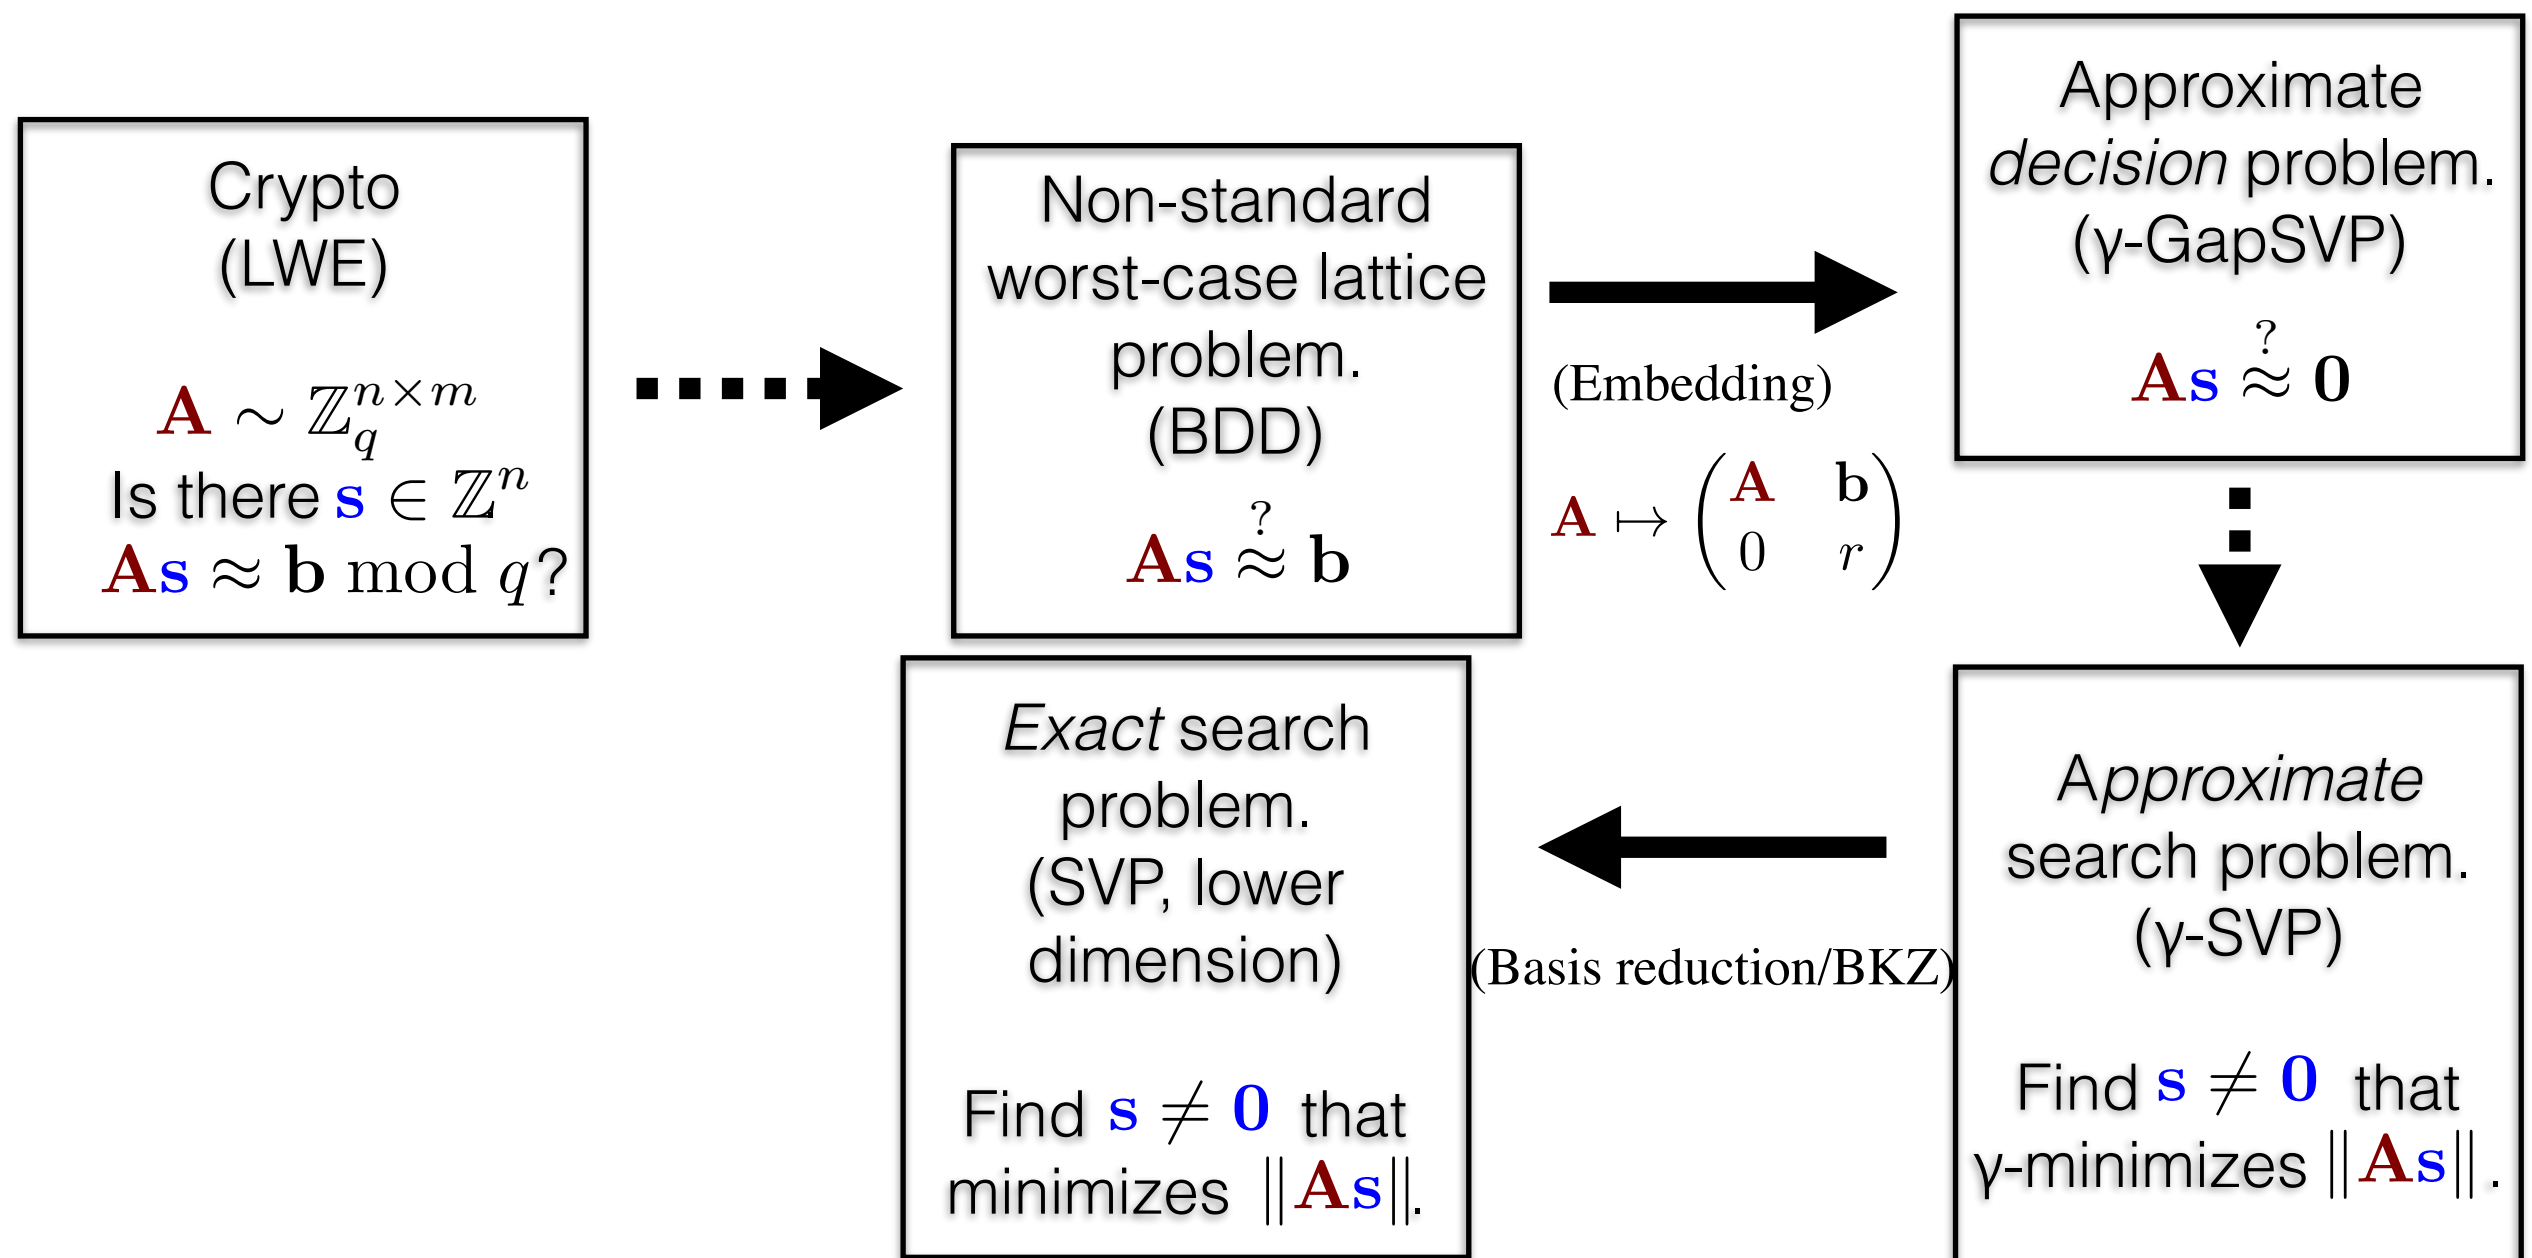 Crypto
(LWE)
A ∼ ℤ_q^{n×m}
Is there s ∈ ℤ^n
As ≈ b mod q?
Non-standard
worst-case lattice
problem.
(BDD)
As ≈^? b
(Embedding)
A ↦ (A b
0 r)
Approximate
decision problem.
(γ-GapSVP)
As ≈^? 0
Approximate
search problem.
(γ-SVP)
Find s ≠ 0 that
γ-minimizes ‖As‖.
(Basis reduction/BKZ)
Exact search
problem.
(SVP, lower
dimension)
Find s ≠ 0 that
minimizes ‖As‖.